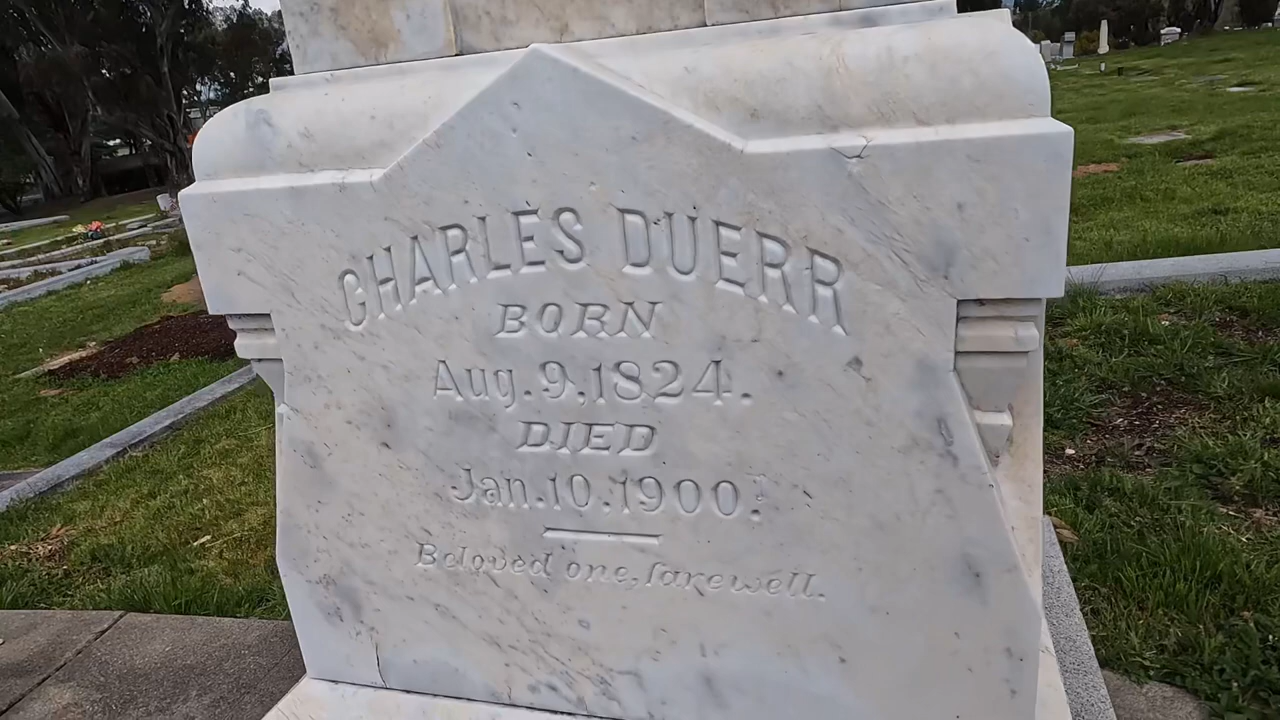 CHARLES DUERR
BORN
Aug. 9, 1824.
DIED
Jan. 10. 1900.
Beloved one, farewell.